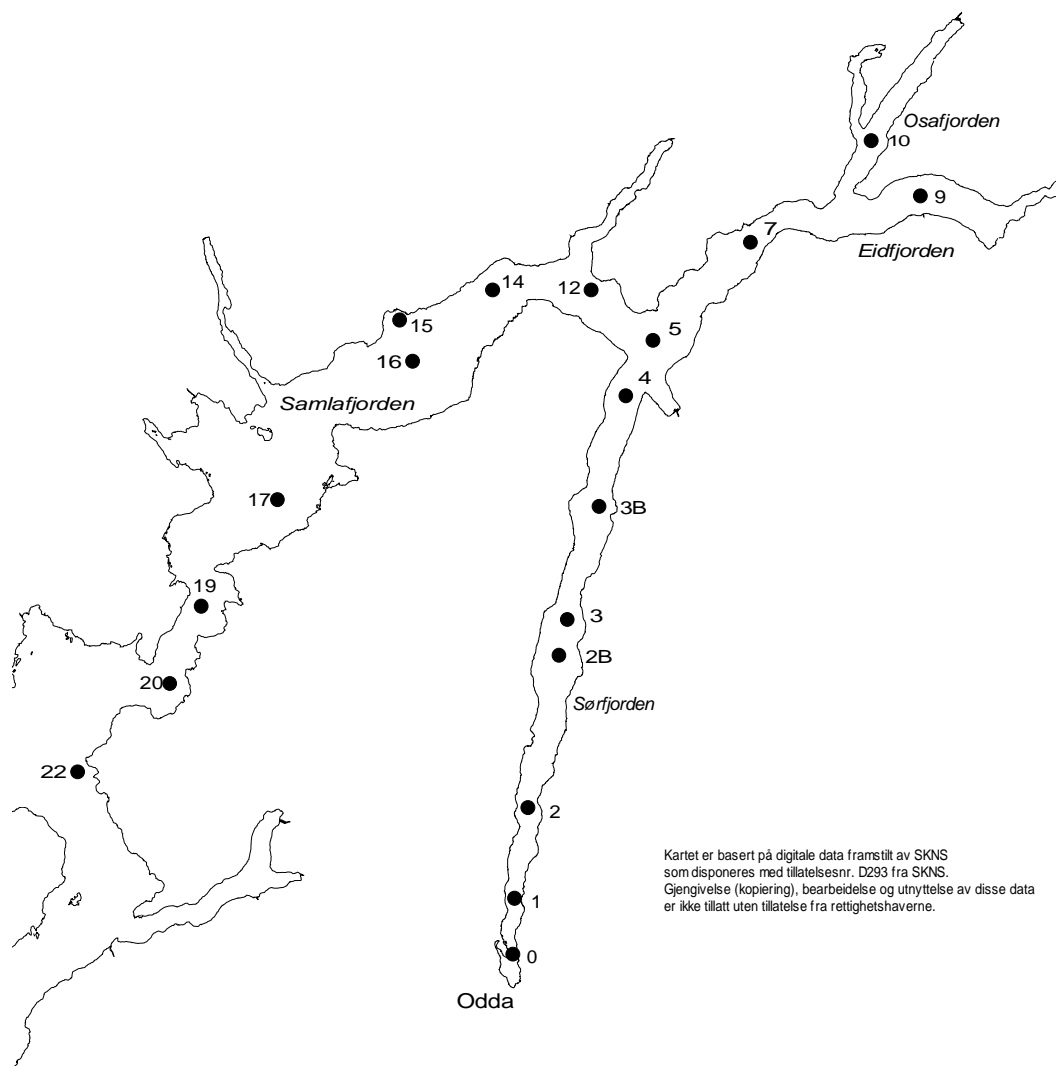 Osafjorden
10
9
7
Eidfjorden
14
12
15
5
16
4
Samlafjorden
17
3B
19
3
2B
20
Sørfjorden
22
2
Kartet er basert på digitale data framstilt av SKNS
som disponeres med tillatelsesnr. D293 fra SKNS.
Gjengivelse (kopiering), bearbeidelse og utnyttelse av disse data
er ikke tillatt uten tillatelse fra rettighetshaverne.
1
0
Odda